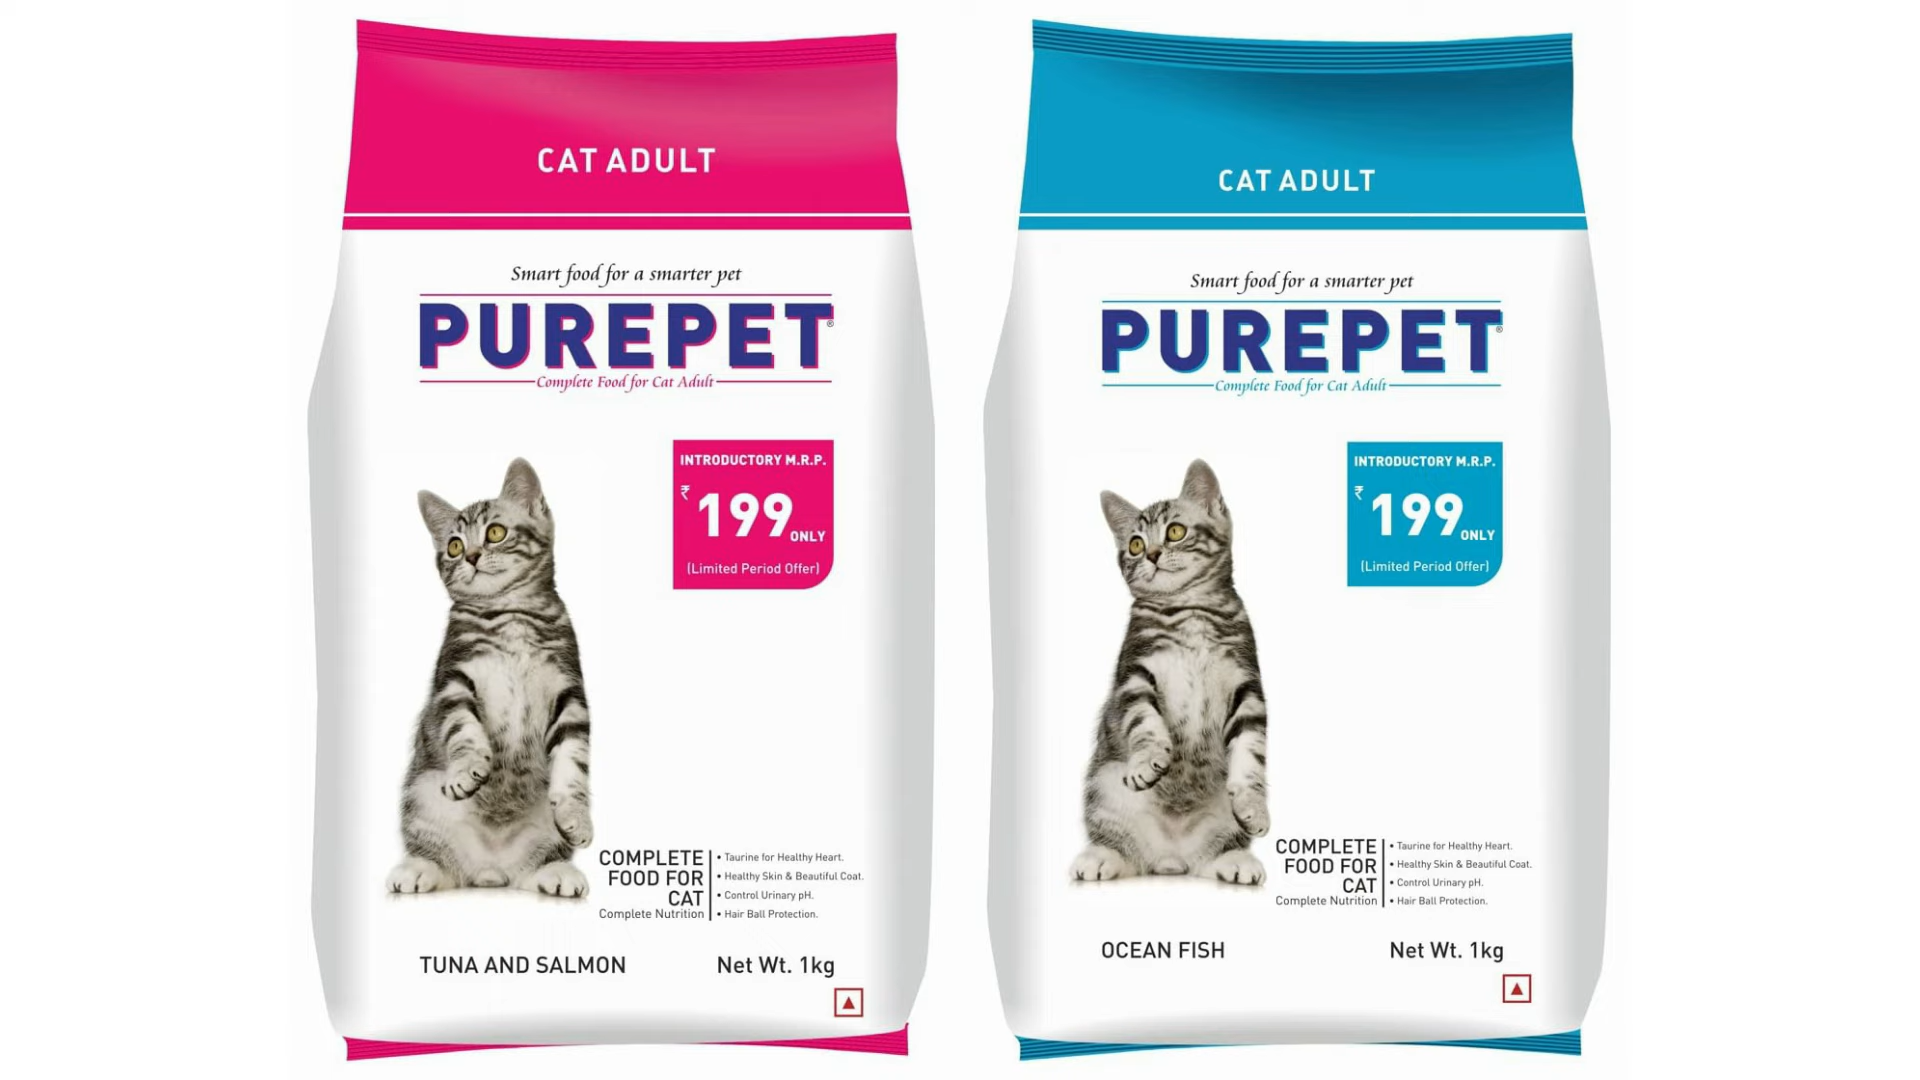 CAT ADULT
Smart food for a smarter pet
PUREPET®
Complete Food for Cat Adult
INTRODUCTORY M.R.P.
₹ 199 ONLY
(Limited Period Offer)
COMPLETE
FOOD FOR
CAT
Complete Nutrition
• Taurine for Healthy Heart.
• Healthy Skin & Beautiful Coat.
• Control Urinary pH.
• Hair Ball Protection.
TUNA AND SALMON
Net Wt. 1kg
CAT ADULT
Smart food for a smarter pet
PUREPET®
Complete Food for Cat Adult
INTRODUCTORY M.R.P.
₹ 199 ONLY
(Limited Period Offer)
COMPLETE
FOOD FOR
CAT
Complete Nutrition
• Taurine for Healthy Heart.
• Healthy Skin & Beautiful Coat.
• Control Urinary pH.
• Hair Ball Protection.
OCEAN FISH
Net Wt. 1kg